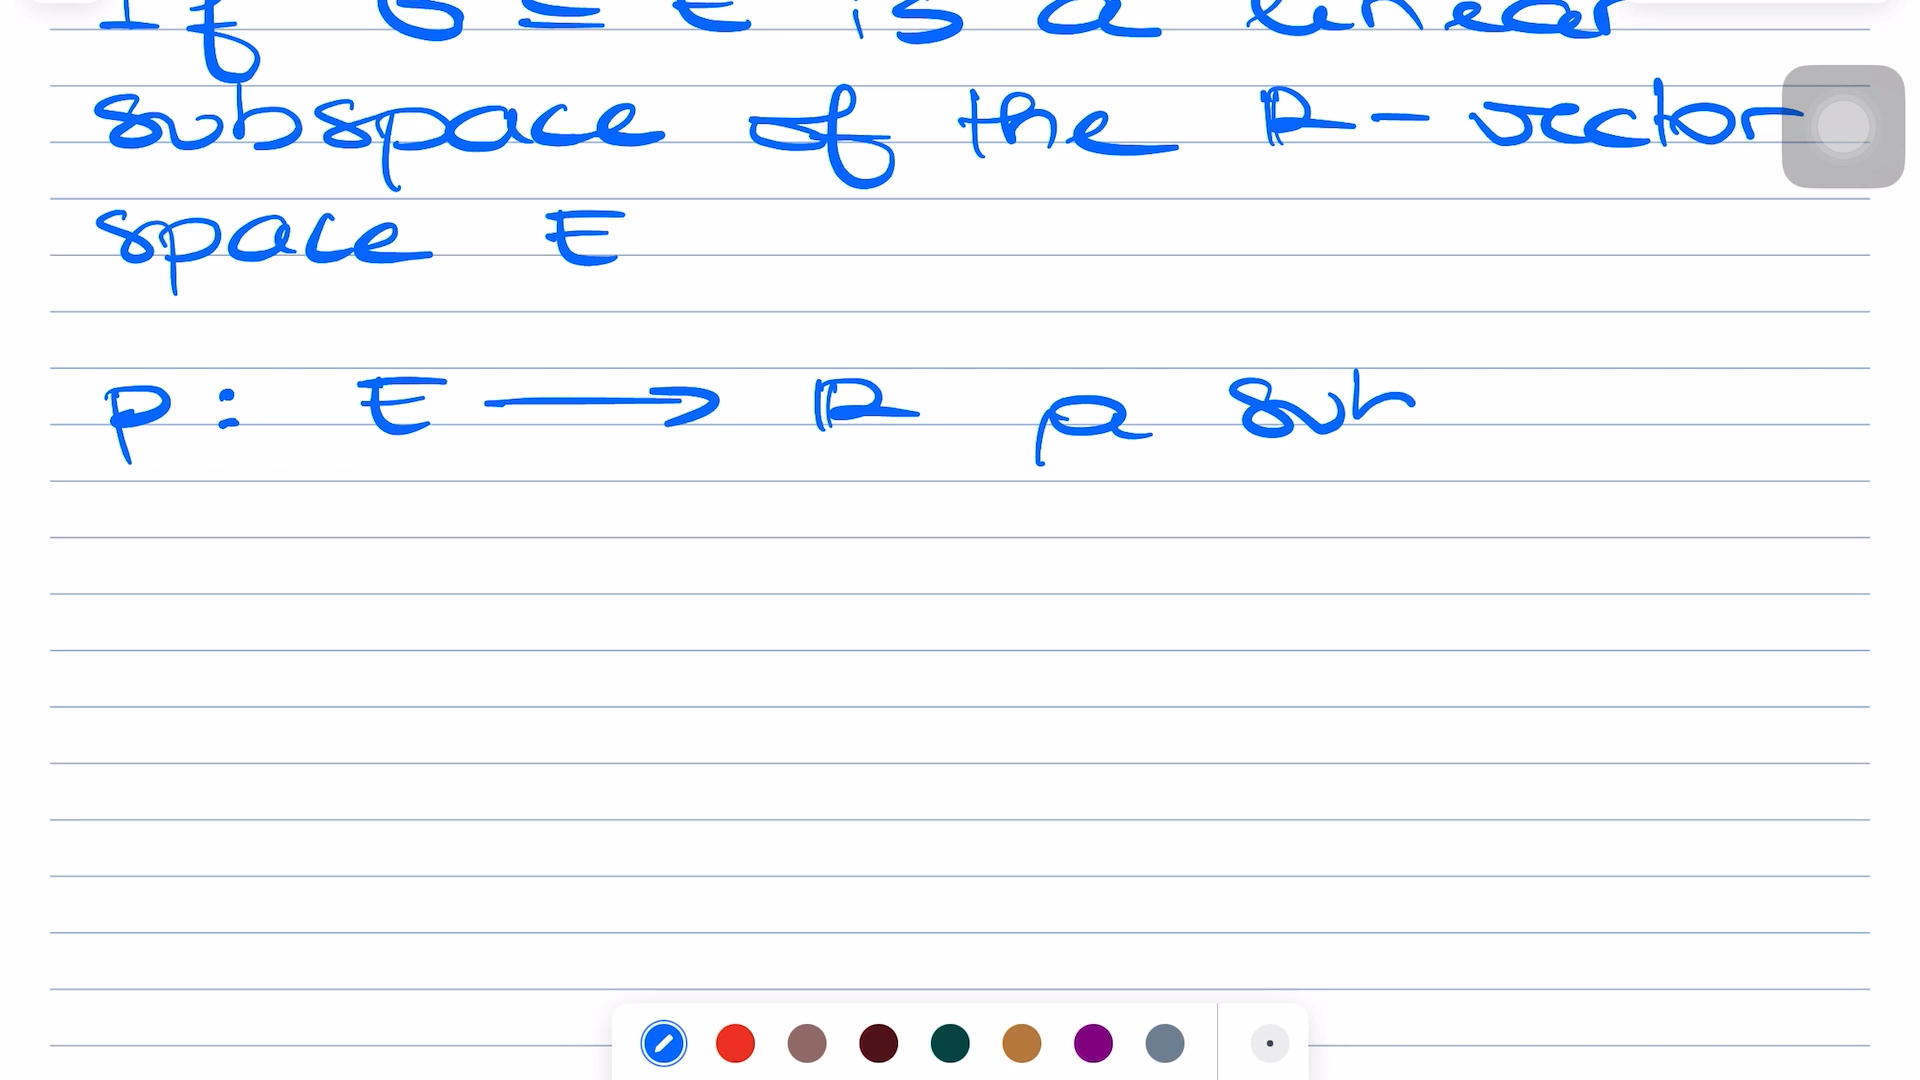 If G ⊆ E is a linear
subspace of the ℝ-vector
space E
p: E → ℝ a sub